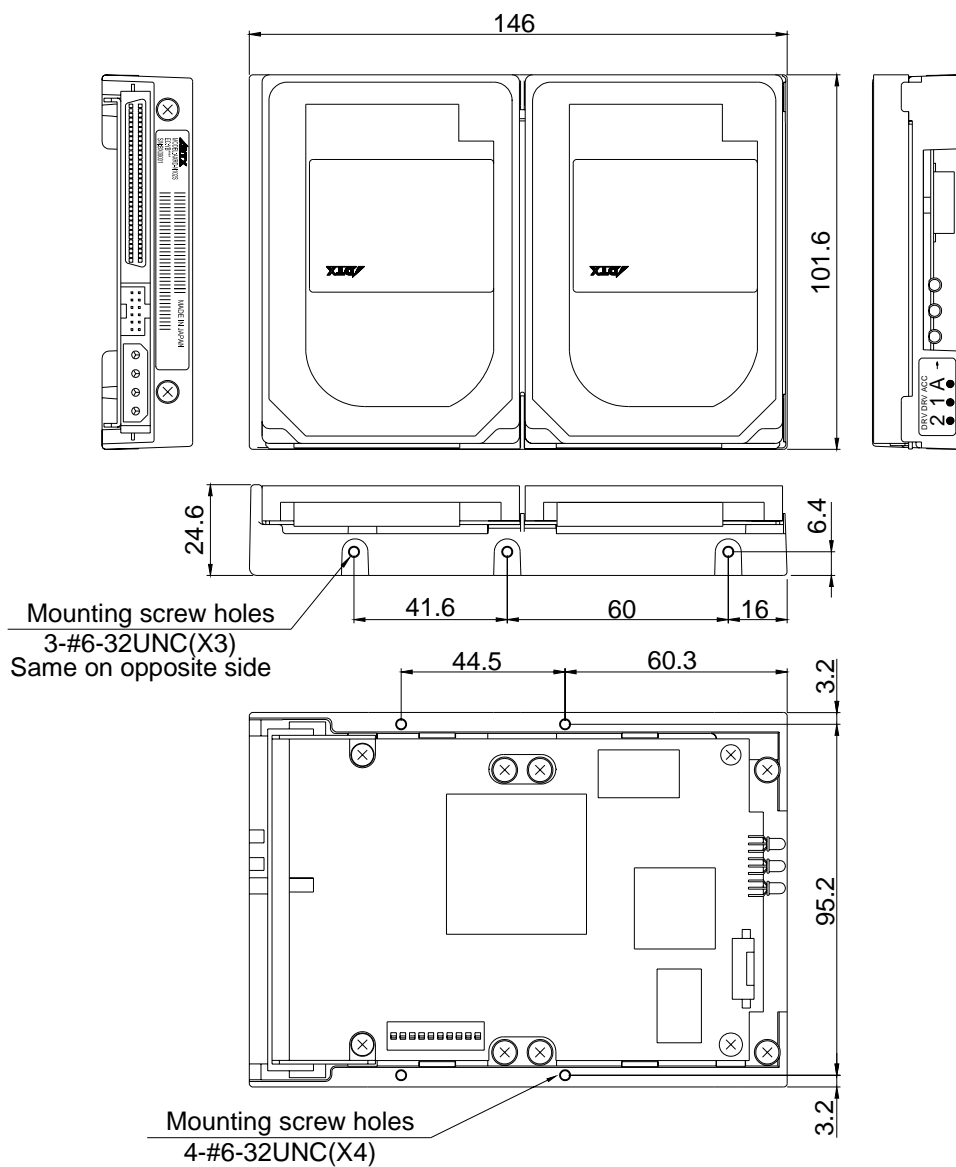 146
MADE IN JAPAN
101.6
DRV DRV ACC
2 1 A
24.6
6.4
Mounting screw holes
3-#6-32UNC(X3)
Same on opposite side
41.6
60
16
44.5
60.3
3.2
95.2
3.2
Mounting screw holes
4-#6-32UNC(X4)